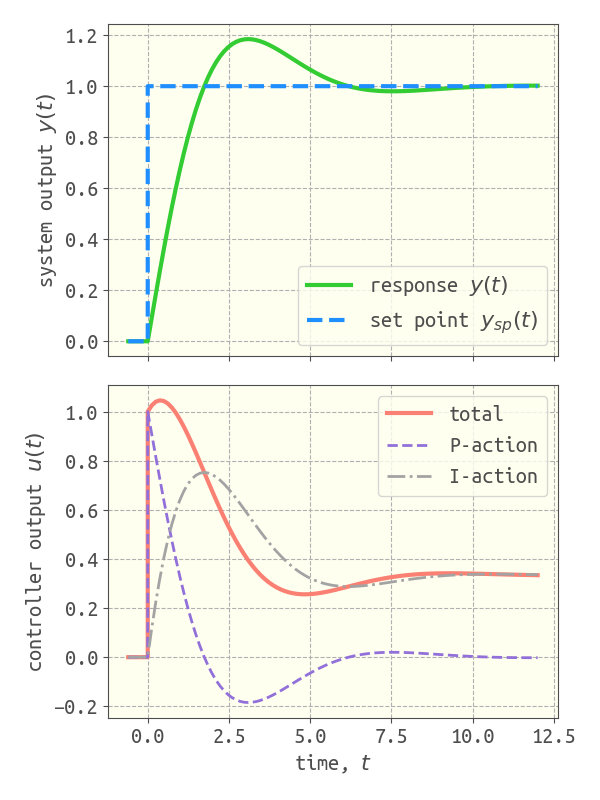 1.2
1.0
0.8
0.6
0.4
0.2
0.0
system output y(t)
response y(t)
set point y_{sp}(t)
1.0
0.8
0.6
0.4
0.2
0.0
−0.2
controller output u(t)
total
P-action
I-action
0.0 2.5 5.0 7.5 10.0 12.5
time, t